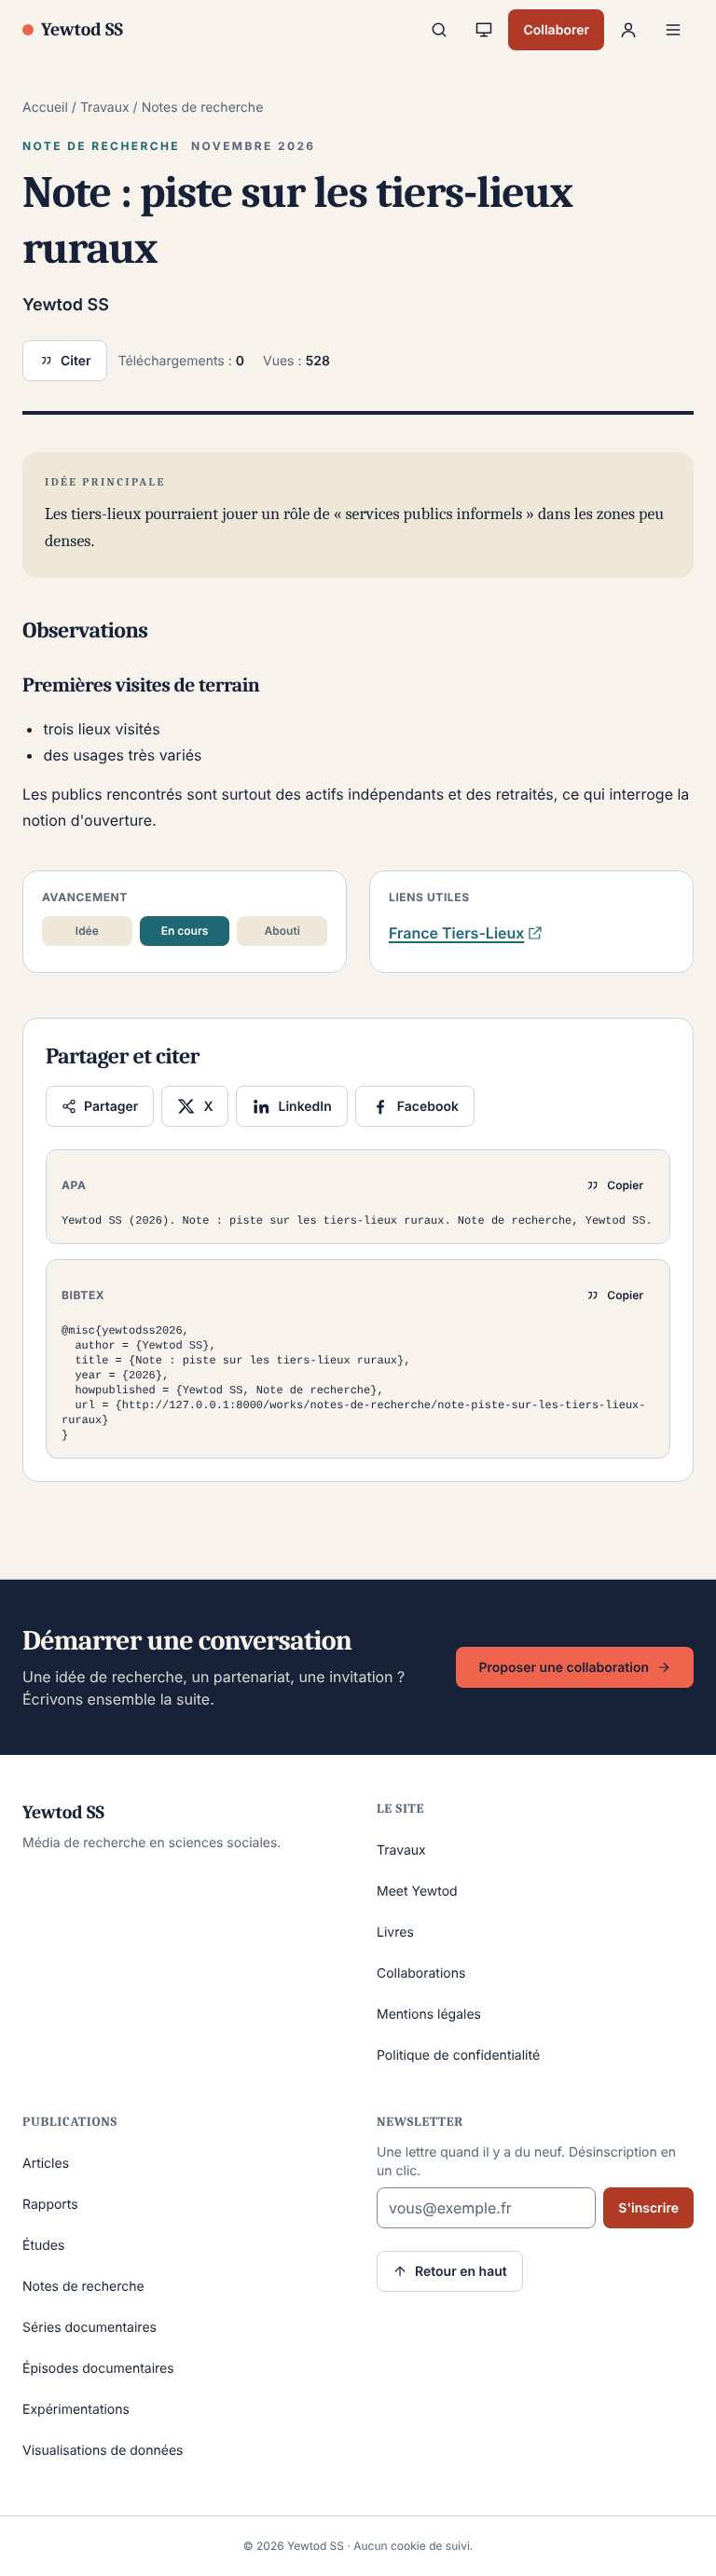 Yewtod SS
Collaborer
Accueil / Travaux / Notes de recherche
NOTE DE RECHERCHE NOVEMBRE 2026
Note : piste sur les tiers-lieux
ruraux
Yewtod SS
Citer Téléchargements : 0 Vues : 528
IDÉE PRINCIPALE
Les tiers-lieux pourraient jouer un rôle de « services publics informels » dans les zones peu
denses.
Observations
Premières visites de terrain
• trois lieux visités
• des usages très variés
Les publics rencontrés sont surtout des actifs indépendants et des retraités, ce qui interroge la
notion d'ouverture.
AVANCEMENT
Idée En cours Abouti
LIENS UTILES
France Tiers-Lieux
Partager et citer
Partager X LinkedIn Facebook
APA Copier
Yewtod SS (2026). Note : piste sur les tiers-lieux ruraux. Note de recherche, Yewtod SS.
BIBTEX Copier
@misc{yewtodss2026,
  author = {Yewtod SS},
  title = {Note : piste sur les tiers-lieux ruraux},
  year = {2026},
  howpublished = {Yewtod SS, Note de recherche},
  url = {http://127.0.0.1:8000/works/notes-de-recherche/note-piste-sur-les-tiers-lieux-
ruraux}
}
Démarrer une conversation
Une idée de recherche, un partenariat, une invitation ?
Écrivons ensemble la suite.
Proposer une collaboration
Yewtod SS
Média de recherche en sciences sociales.
LE SITE
Travaux
Meet Yewtod
Livres
Collaborations
Mentions légales
Politique de confidentialité
PUBLICATIONS
Articles
Rapports
Études
Notes de recherche
Séries documentaires
Épisodes documentaires
Expérimentations
Visualisations de données
NEWSLETTER
Une lettre quand il y a du neuf. Désinscription en
un clic.
vous@exemple.fr S'inscrire
Retour en haut
© 2026 Yewtod SS · Aucun cookie de suivi.